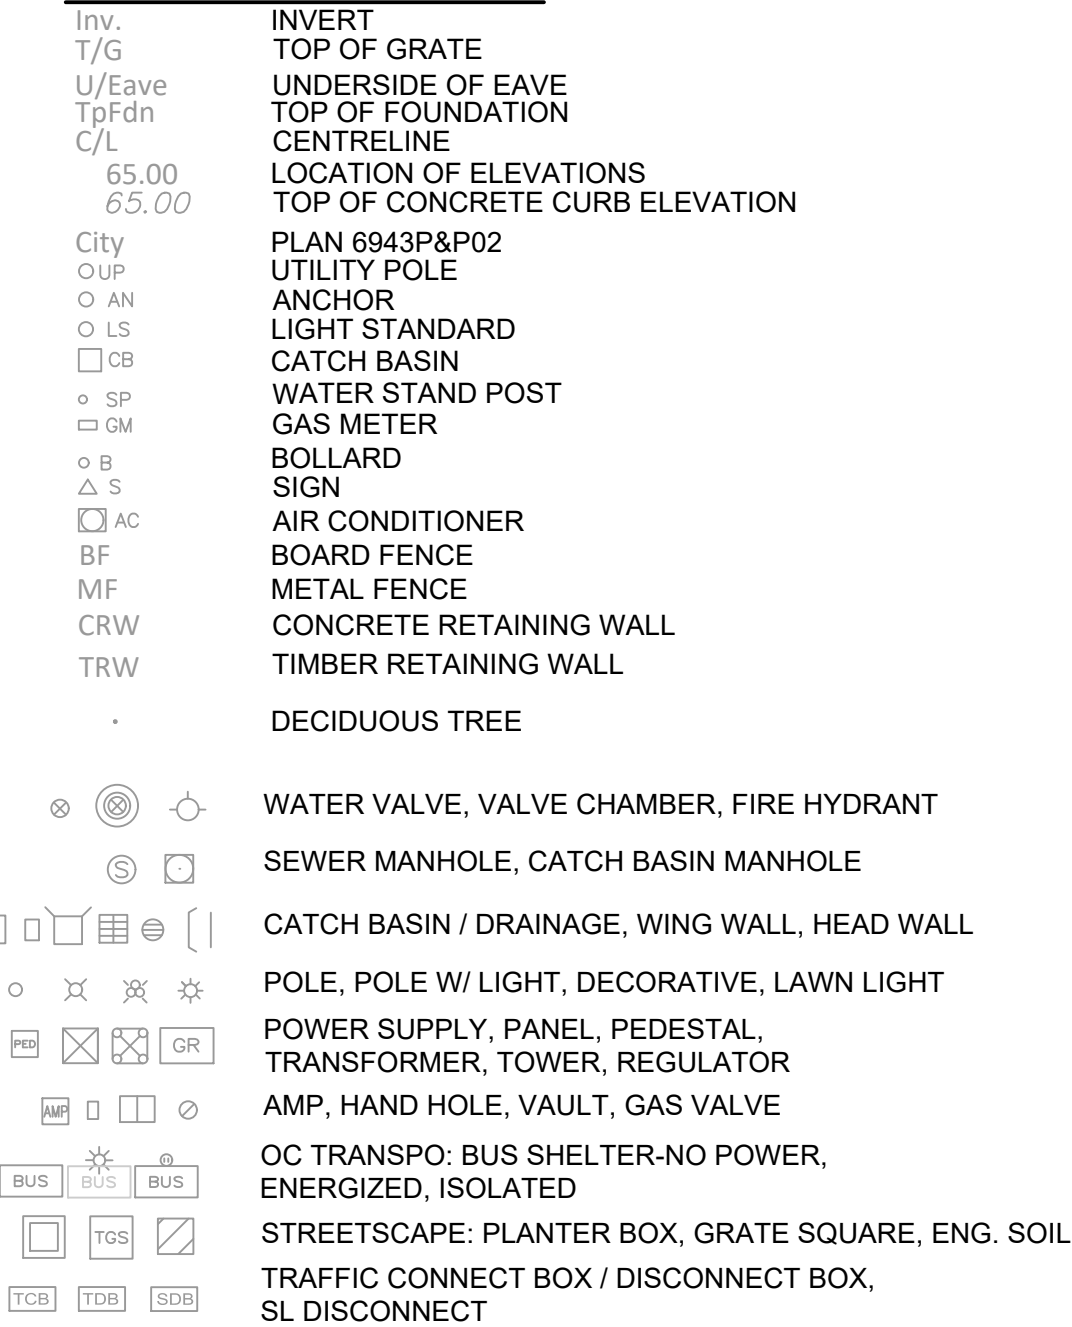 Inv. INVERT
T/G TOP OF GRATE
U/Eave UNDERSIDE OF EAVE
TpFdn TOP OF FOUNDATION
C/L CENTRELINE
65.00 LOCATION OF ELEVATIONS
65.00 TOP OF CONCRETE CURB ELEVATION
City PLAN 6943P&P02
UP UTILITY POLE
AN ANCHOR
LS LIGHT STANDARD
CB CATCH BASIN
SP WATER STAND POST
GM GAS METER
B BOLLARD
S SIGN
AC AIR CONDITIONER
BF BOARD FENCE
MF METAL FENCE
CRW CONCRETE RETAINING WALL
TRW TIMBER RETAINING WALL
DECIDUOUS TREE
WATER VALVE, VALVE CHAMBER, FIRE HYDRANT
S SEWER MANHOLE, CATCH BASIN MANHOLE
CATCH BASIN / DRAINAGE, WING WALL, HEAD WALL
POLE, POLE W/ LIGHT, DECORATIVE, LAWN LIGHT
PED GR POWER SUPPLY, PANEL, PEDESTAL,
TRANSFORMER, TOWER, REGULATOR
AMP AMP, HAND HOLE, VAULT, GAS VALVE
BUS BUS BUS OC TRANSPO: BUS SHELTER-NO POWER,
ENERGIZED, ISOLATED
TGS STREETSCAPE: PLANTER BOX, GRATE SQUARE, ENG. SOIL
TCB TDB SDB TRAFFIC CONNECT BOX / DISCONNECT BOX,
SL DISCONNECT